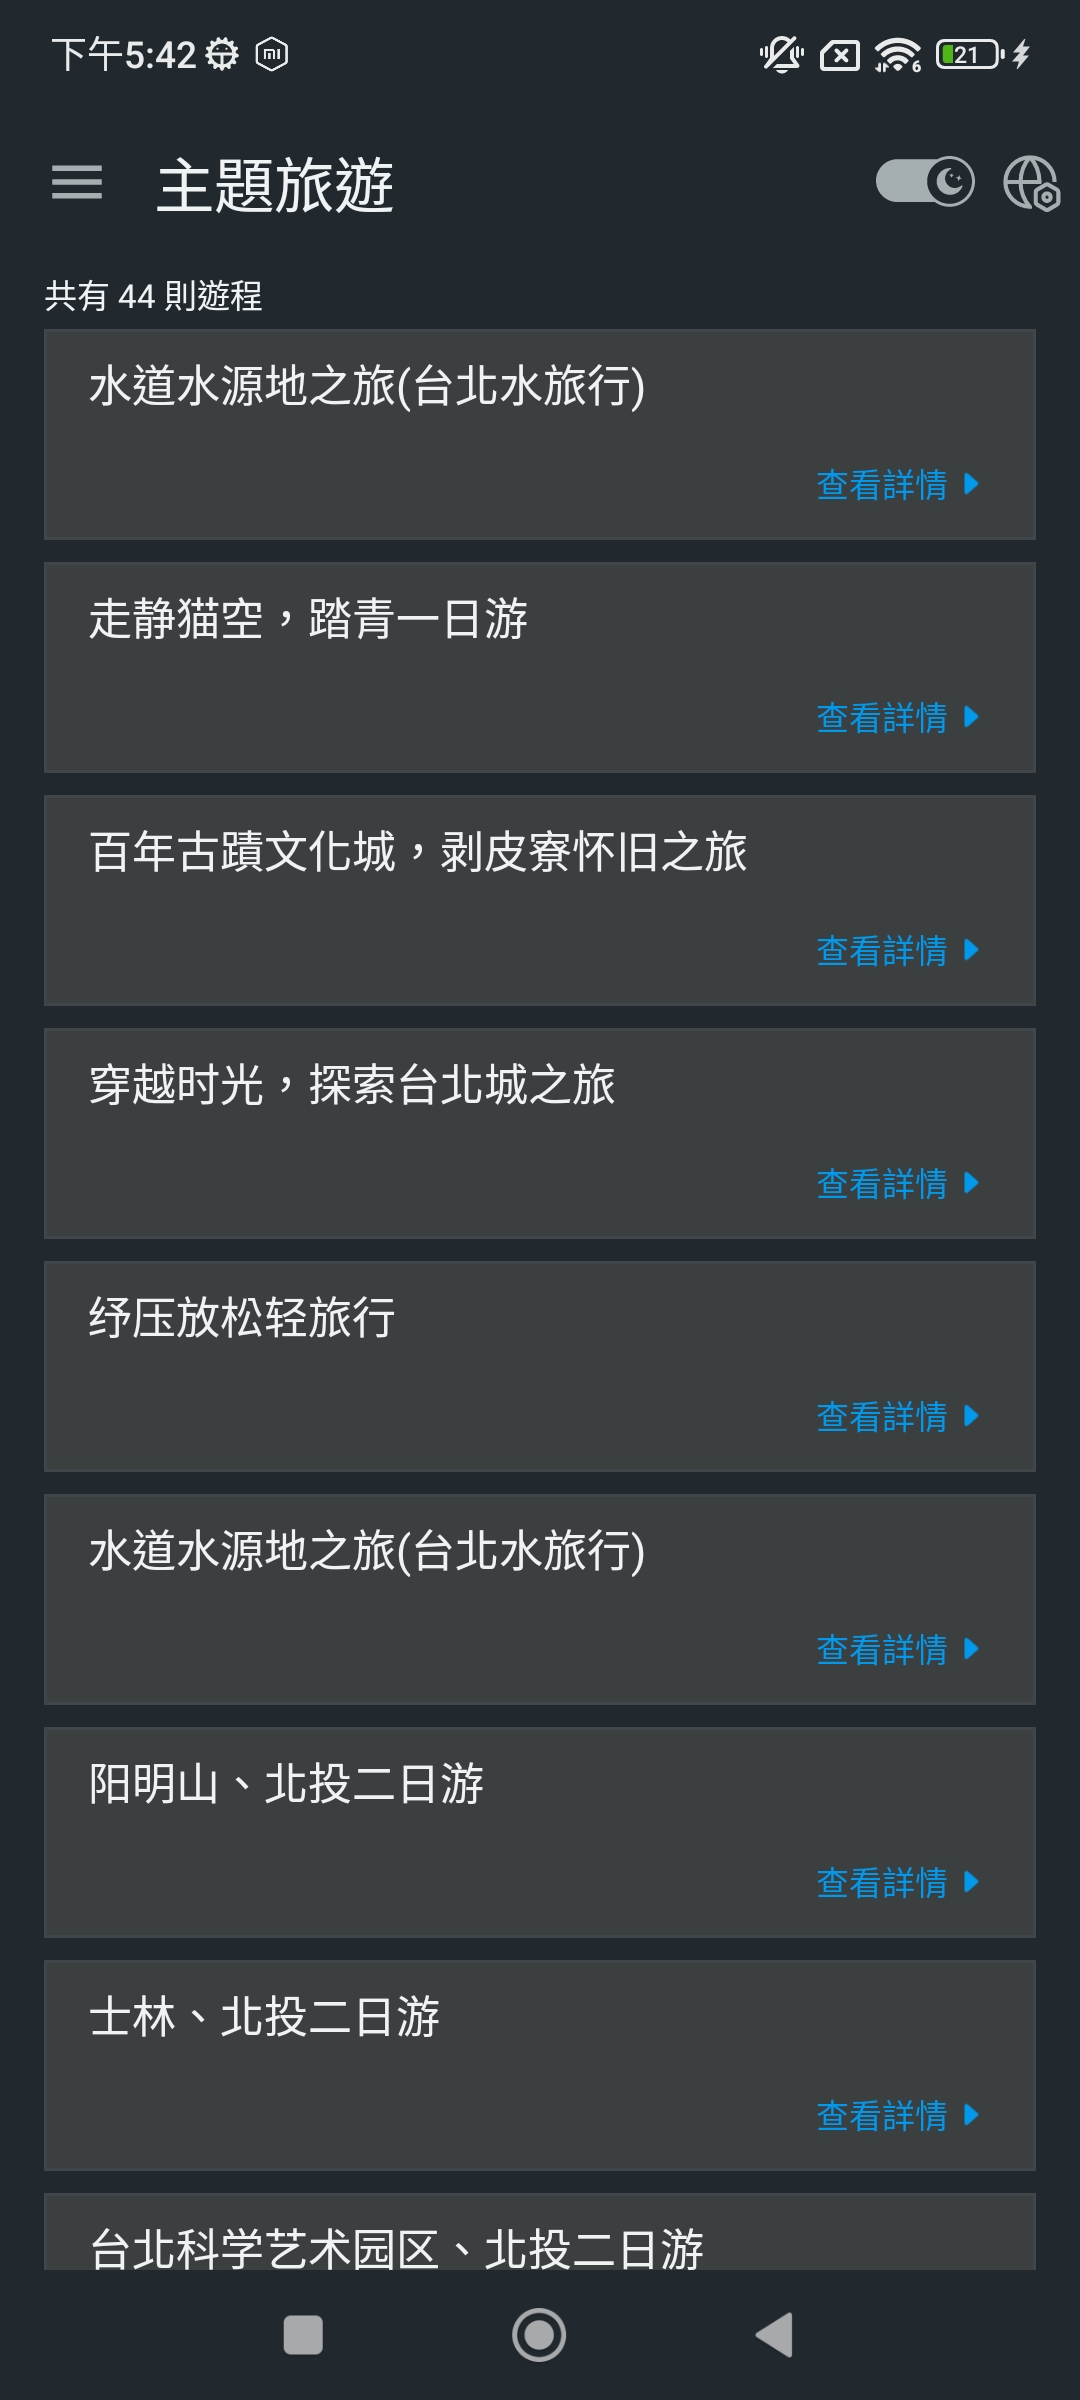 下午5:42
21
主題旅遊
共有 44 則遊程
水道水源地之旅(台北水旅行)
查看詳情
走静猫空，踏青一日游
查看詳情
百年古蹟文化城，剥皮寮怀旧之旅
查看詳情
穿越时光，探索台北城之旅
查看詳情
纾压放松轻旅行
查看詳情
水道水源地之旅(台北水旅行)
查看詳情
阳明山、北投二日游
查看詳情
士林、北投二日游
查看詳情
台北科学艺术园区、北投二日游